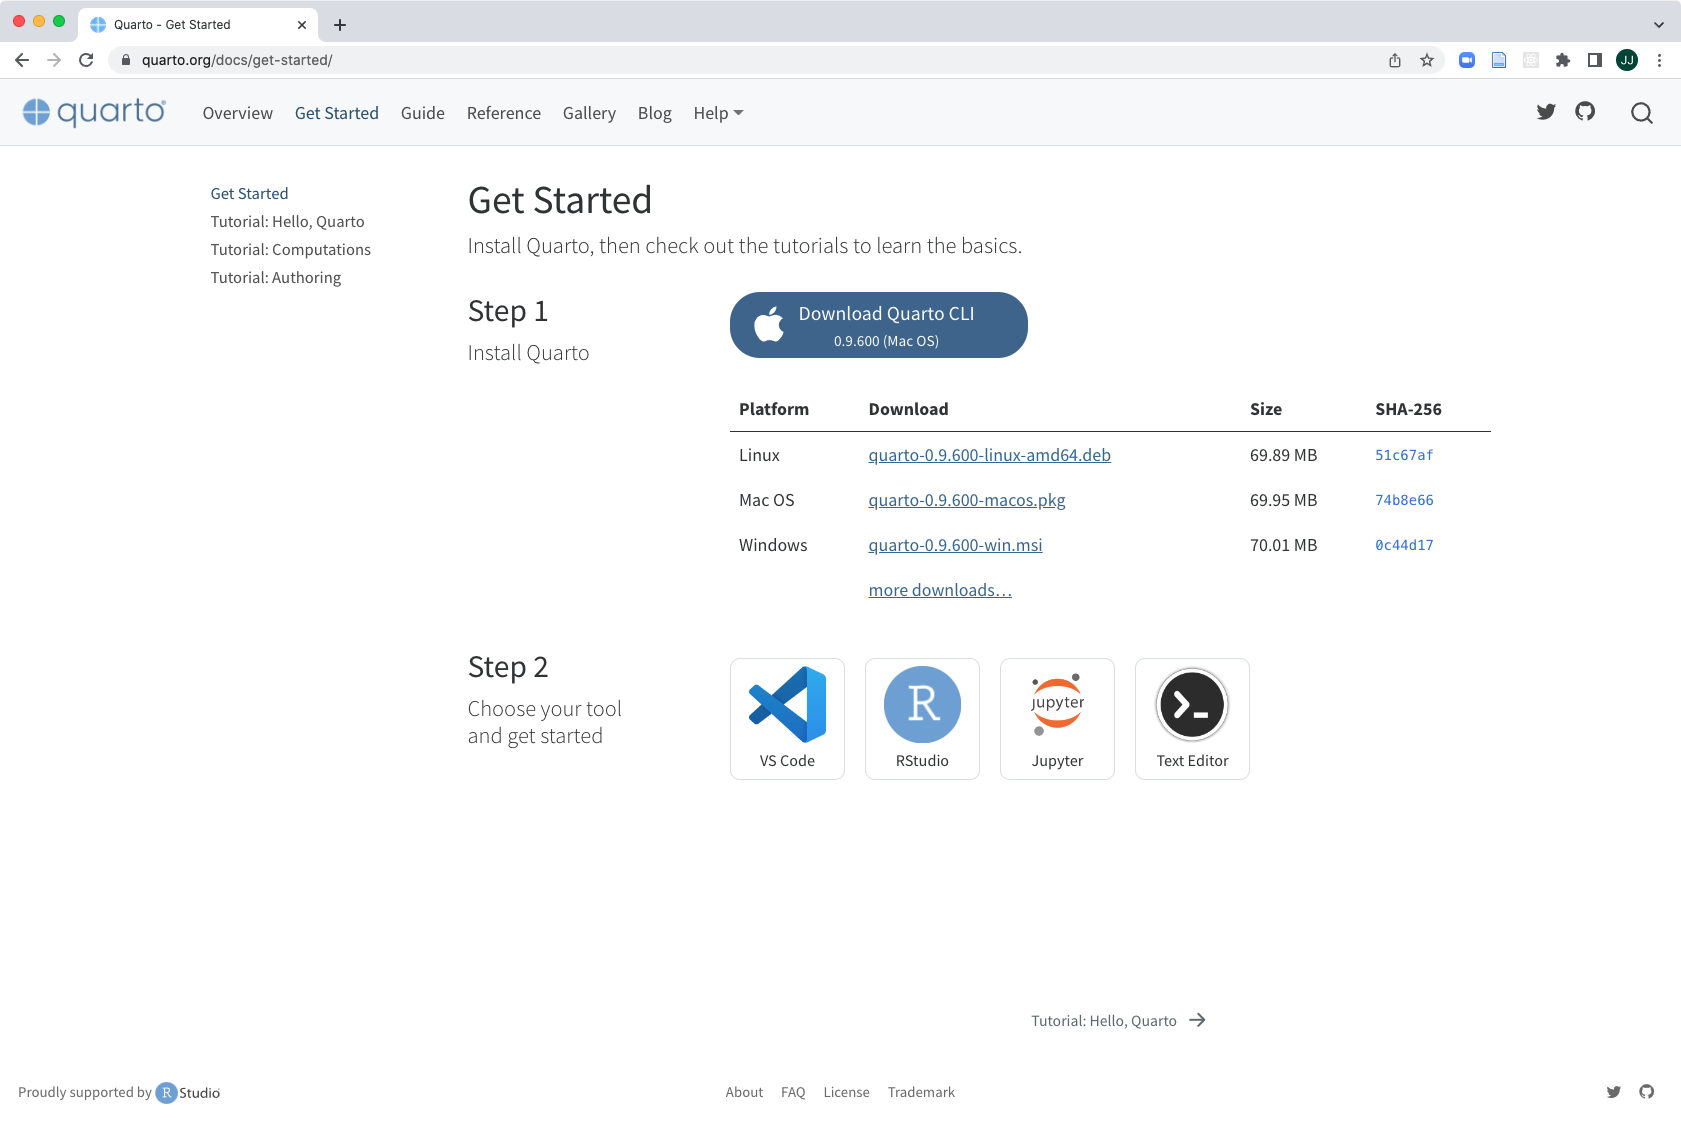 Quarto - Get Started
quarto.org/docs/get-started/
JJ
quarto
Overview Get Started Guide Reference Gallery Blog Help
Get Started
Tutorial: Hello, Quarto
Tutorial: Computations
Tutorial: Authoring
Get Started
Install Quarto, then check out the tutorials to learn the basics.
Step 1
Install Quarto
Download Quarto CLI
0.9.600 (Mac OS)
Platform Download Size SHA-256
Linux quarto-0.9.600-linux-amd64.deb 69.89 MB 51c67af
Mac OS quarto-0.9.600-macos.pkg 69.95 MB 74b8e66
Windows quarto-0.9.600-win.msi 70.01 MB 0c44d17
more downloads…
Step 2
Choose your tool
and get started
VS Code
R
RStudio
jupyter
Jupyter
Text Editor
Tutorial: Hello, Quarto
Proudly supported by R Studio
About FAQ License Trademark